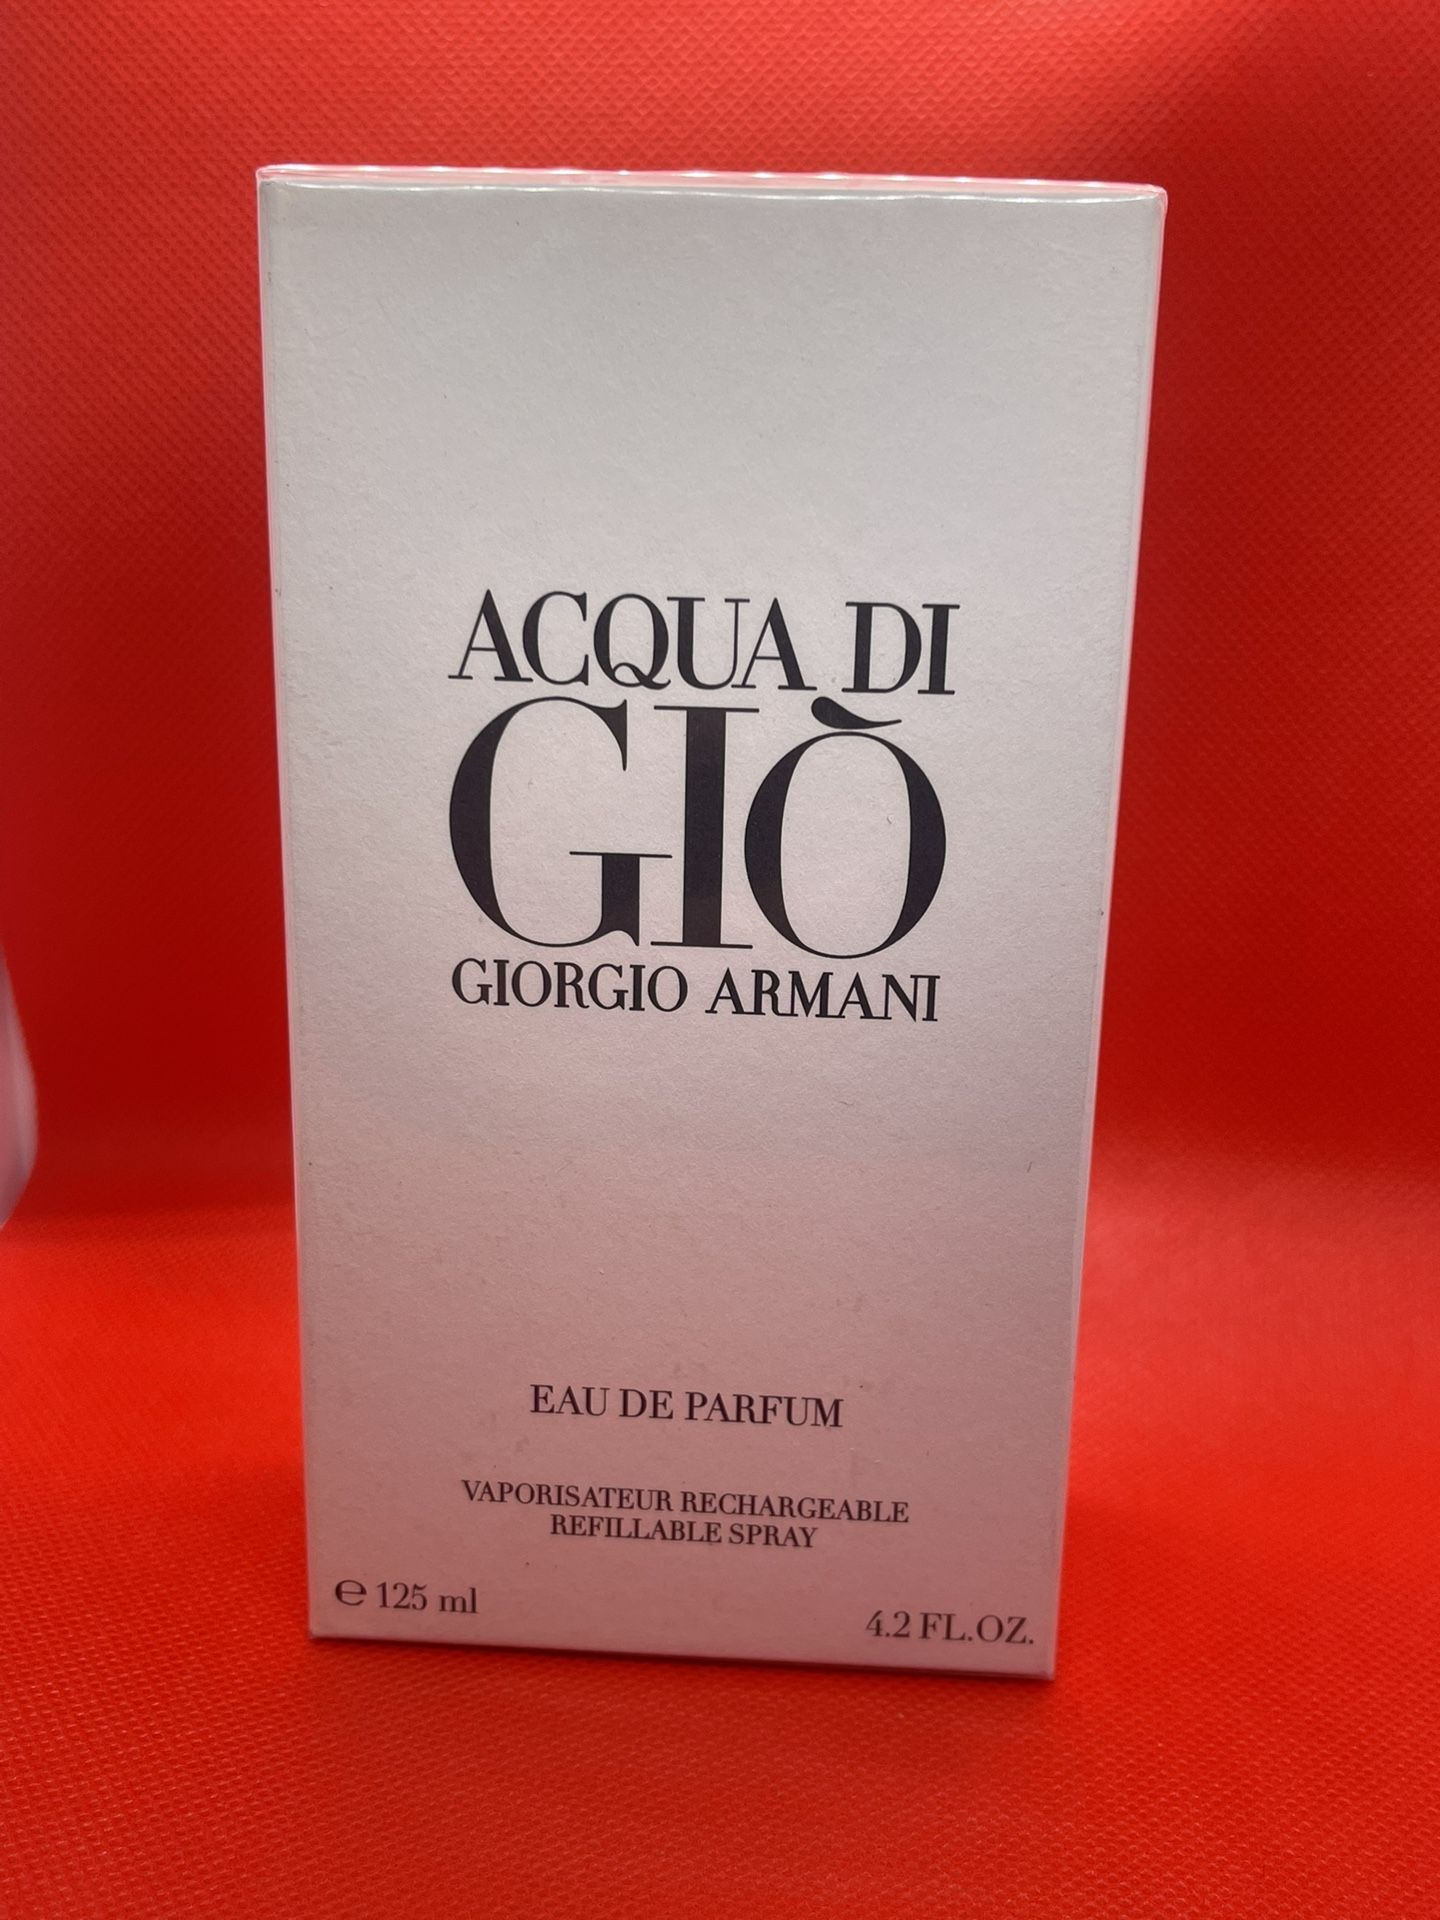 ACQUA DI
GIÒ
GIORGIO ARMANI
EAU DE PARFUM
VAPORISATEUR RECHARGEABLE
REFILLABLE SPRAY
℮ 125 ml
4.2 FL.OZ.